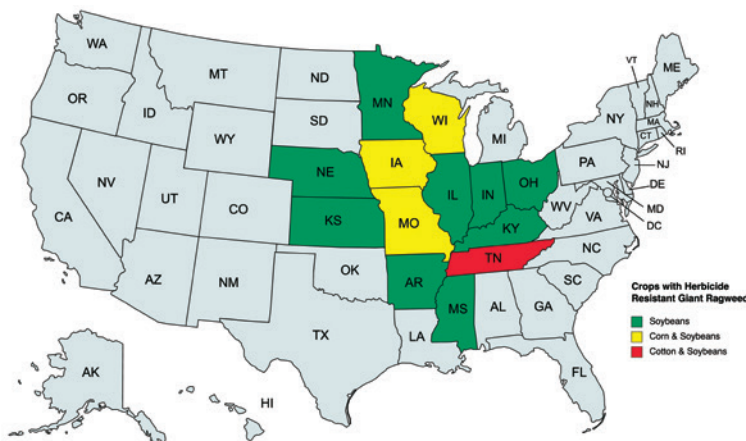 WA
MT
ND
MN
VT
ME
OR
ID
SD
WI
MI
NY
NH
MA
CT
RI
WY
IA
PA
NJ
NE
NV
UT
CO
IL
IN
OH
DE
WV
MD
VA
DC
CA
KS
MO
KY
AZ
NM
OK
TN
NC
AR
SC
MS
AL
GA
TX
LA
FL
AK
HI
Crops with Herbicide
Resistant Giant Ragweed
Soybeans
Corn & Soybeans
Cotton & Soybeans